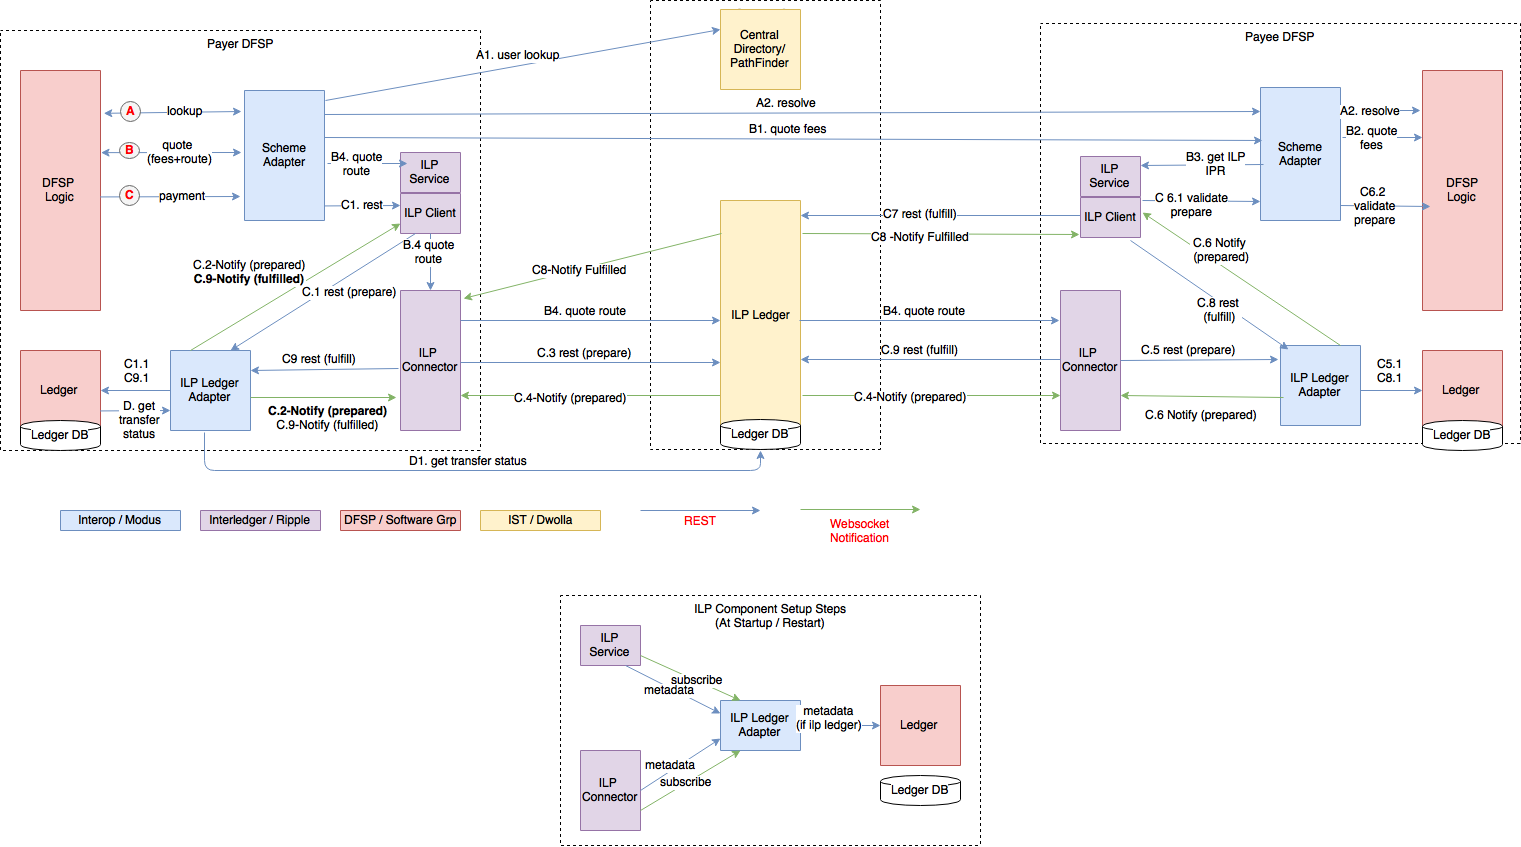 Payer DFSP
Payee DFSP
Central
Directory/
PathFinder
A1. user lookup
A
lookup
B
quote
(fees+route)
C
payment
DFSP
Logic
Scheme
Adapter
A2. resolve
B1. quote fees
B4. quote
route
ILP
Service
C1. rest
ILP Client
B.4 quote
route
C.2-Notify (prepared)
C.9-Notify (fulfilled)
C.1 rest (prepare)
C8-Notify Fulfilled
C7 rest (fulfill)
C8 -Notify Fulfilled
ILP
Service
ILP Client
B3. get ILP
IPR
C 6.1 validate
prepare
Scheme
Adapter
A2. resolve
B2. quote
fees
C6.2
validate
prepare
DFSP
Logic
C.6 Notify
(prepared)
C.8 rest
(fulfill)
B4. quote route
ILP Ledger
B4. quote route
ILP
Connector
C.3 rest (prepare)
C.9 rest (fulfill)
ILP
Connector
C.5 rest (prepare)
C9 rest (fulfill)
C1.1
C9.1
Ledger
ILP Ledger
Adapter
D. get
transfer
status
Ledger DB
C.2-Notify (prepared)
C.9-Notify (fulfilled)
C.4-Notify (prepared)
C.4-Notify (prepared)
C.6 Notify (prepared)
ILP Ledger
Adapter
C5.1
C8.1
Ledger
Ledger DB
Ledger DB
D1. get transfer status
Interop / Modus
Interledger / Ripple
DFSP / Software Grp
IST / Dwolla
REST
Websocket
Notification
ILP Component Setup Steps
(At Startup / Restart)
ILP
Service
subscribe
metadata
ILP Ledger
Adapter
metadata
(if ilp ledger)
Ledger
metadata
subscribe
ILP
Connector
Ledger DB